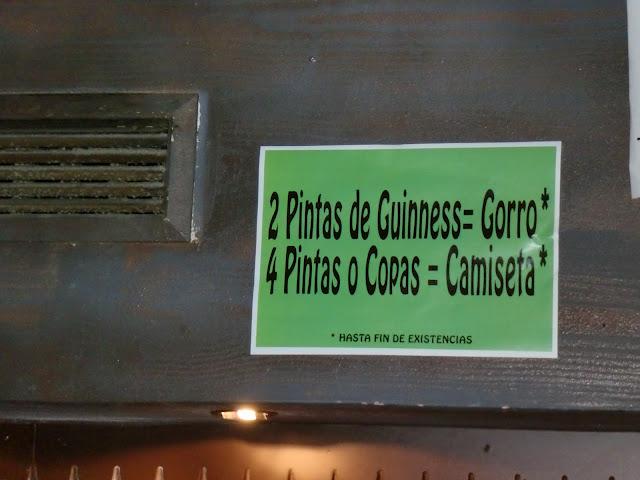 2 Pintas de Guinness= Gorro*
4 Pintas o Copas = Camiseta*
* HASTA FIN DE EXISTENCIAS